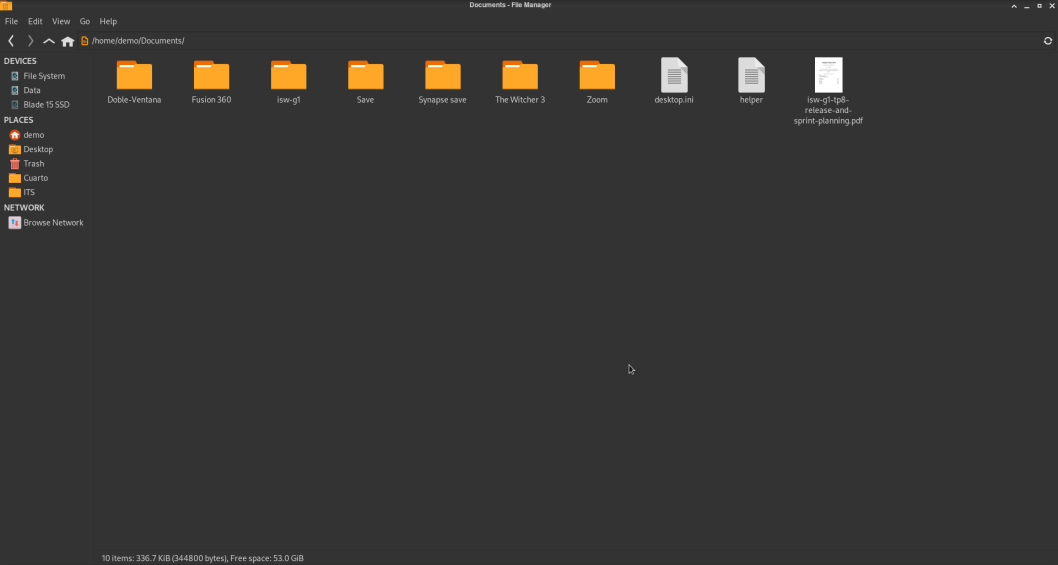 Documents - File Manager
File Edit View Go Help
/home/demo/Documents/
DEVICES
File System
Data
Blade 15 SSD
PLACES
demo
Desktop
Trash
Cuarto
ITS
NETWORK
Browse Network
Doble-Ventana
Fusion 360
isw-g1
Save
Synapse save
The Witcher 3
Zoom
desktop.ini
helper
isw-g1-tp8-
release-and-
sprint-planning.pdf
10 items: 336.7 KiB (344800 bytes), Free space: 53.0 GiB